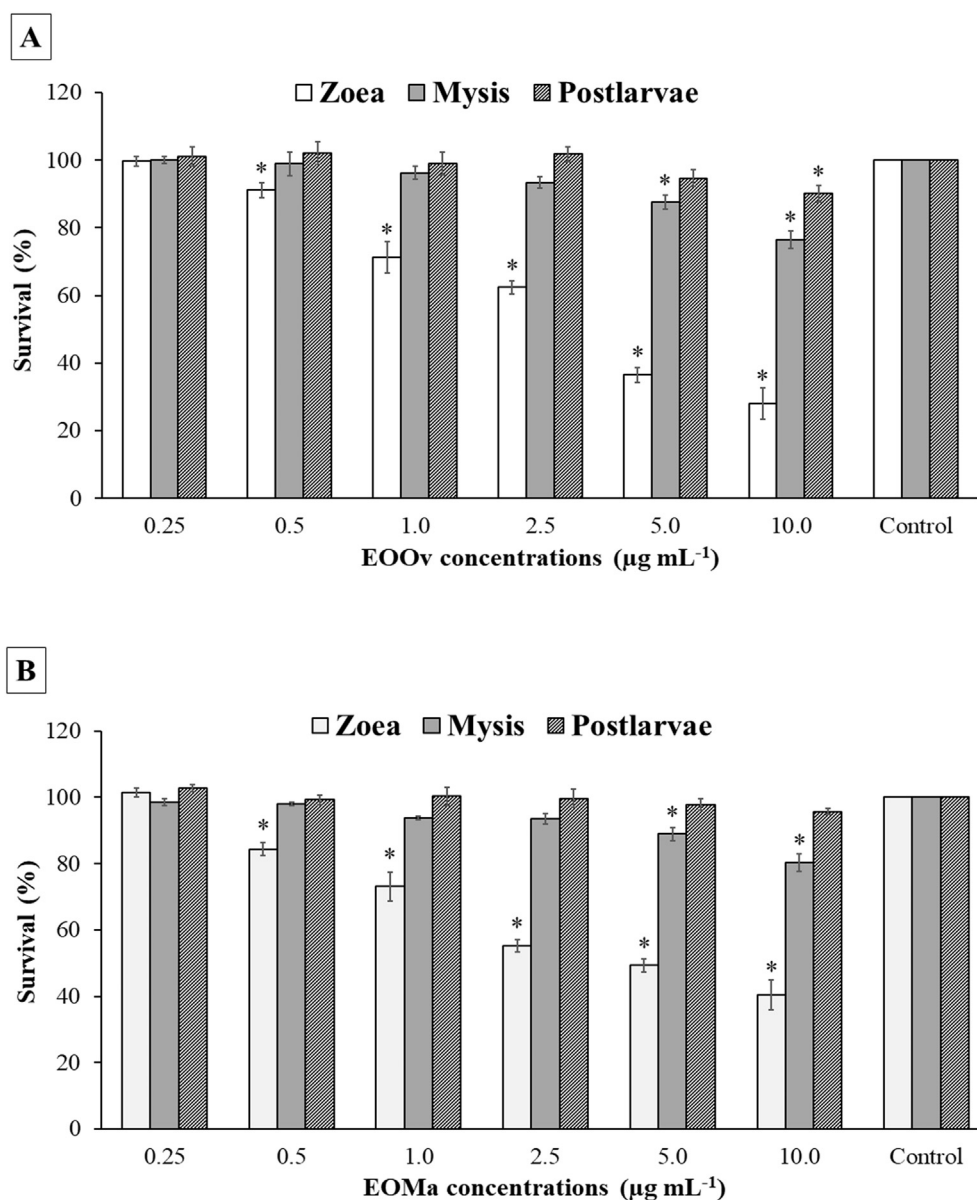 A
Zoea Mysis Postlarvae
120
100
80
60
40
20
0
Survival (%)
* * * * * * * * *
0.25 0.5 1.0 2.5 5.0 10.0 Control
EOOv concentrations (µg mL⁻¹)
B
Zoea Mysis Postlarvae
120
100
80
60
40
20
0
Survival (%)
* * * * * * *
0.25 0.5 1.0 2.5 5.0 10.0 Control
EOMa concentrations (µg mL⁻¹)